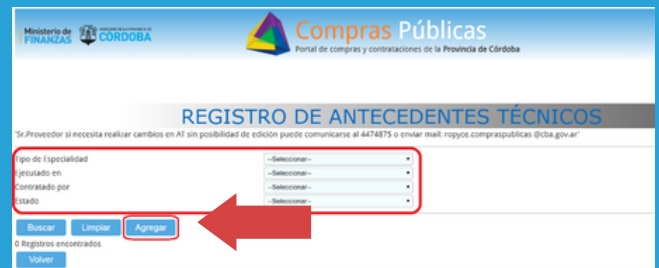 Ministerio de
FINANZAS
CÓRDOBA
Compras Públicas
Portal de compras y contrataciones de la Provincia de Córdoba
REGISTRO DE ANTECEDENTES TÉCNICOS
'Sr.Proveedor si necesita realizar cambios en AT sin posibilidad de edición puede comunicarse al 4474875 o enviar mail: ropyce.compraspublicas @cba.gov.ar'
Tipo de Especialidad --Seleccionar--
Ejecutado en --Seleccionar--
Contratado por --Seleccionar--
Estado --Seleccionar--
Buscar Limpiar Agregar
0 Registros encontrados
Volver